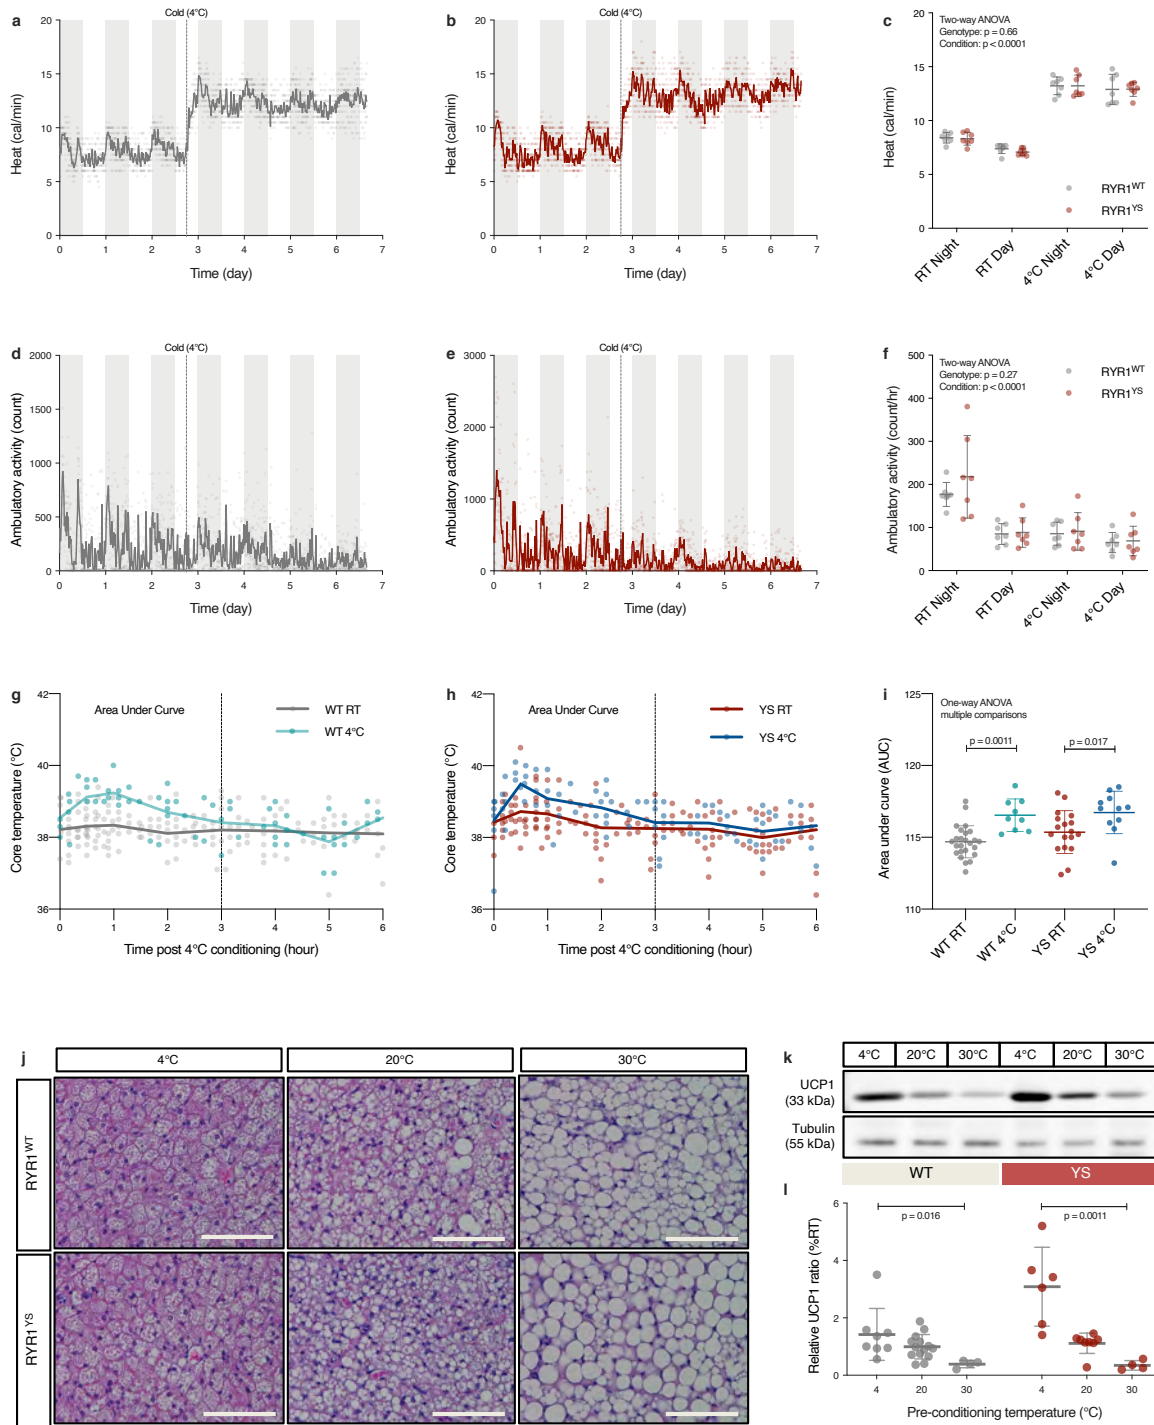 a
Cold (4°C)
20
15
10
5
0
Heat (cal/min)
0 1 2 3 4 5 6 7
Time (day)
b
Cold (4°C)
20
15
10
5
0
Heat (cal/min)
0 1 2 3 4 5 6 7
Time (day)
c
Two-way ANOVA
Genotype: p = 0.66
Condition: p < 0.0001
20
15
10
5
0
Heat (cal/min)
RYR1WT
RYR1YS
RT Night
RT Day
4°C Night
4°C Day
d
Cold (4°C)
2000
1500
1000
500
0
Ambulatory activity (count)
0 1 2 3 4 5 6 7
Time (day)
e
Cold (4°C)
3000
2000
1000
0
Ambulatory activity (count)
0 1 2 3 4 5 6 7
Time (day)
f
Two-way ANOVA
Genotype: p = 0.27
Condition: p < 0.0001
RYR1WT
RYR1YS
500
400
300
200
100
0
Ambulatory activity (count/hr)
RT Night
RT Day
4°C Night
4°C Day
g
Area Under Curve
WT RT
WT 4°C
42
40
38
36
Core temperature (°C)
0 1 2 3 4 5 6
Time post 4°C conditioning (hour)
h
Area Under Curve
YS RT
YS 4°C
42
40
38
36
Core temperature (°C)
0 1 2 3 4 5 6
Time post 4°C conditioning (hour)
i
One-way ANOVA
multiple comparisons
p = 0.0011
p = 0.017
125
120
115
110
Area under curve (AUC)
WT RT
WT 4°C
YS RT
YS 4°C
j
4°C 20°C 30°C
RYR1WT
RYR1YS
k
4°C 20°C 30°C 4°C 20°C 30°C
UCP1
(33 kDa)
Tubulin
(55 kDa)
WT YS
l
6
4
2
0
Relative UCP1 ratio (%RT)
p = 0.016
p = 0.0011
4 20 30 4 20 30
Pre-conditioning temperature (°C)